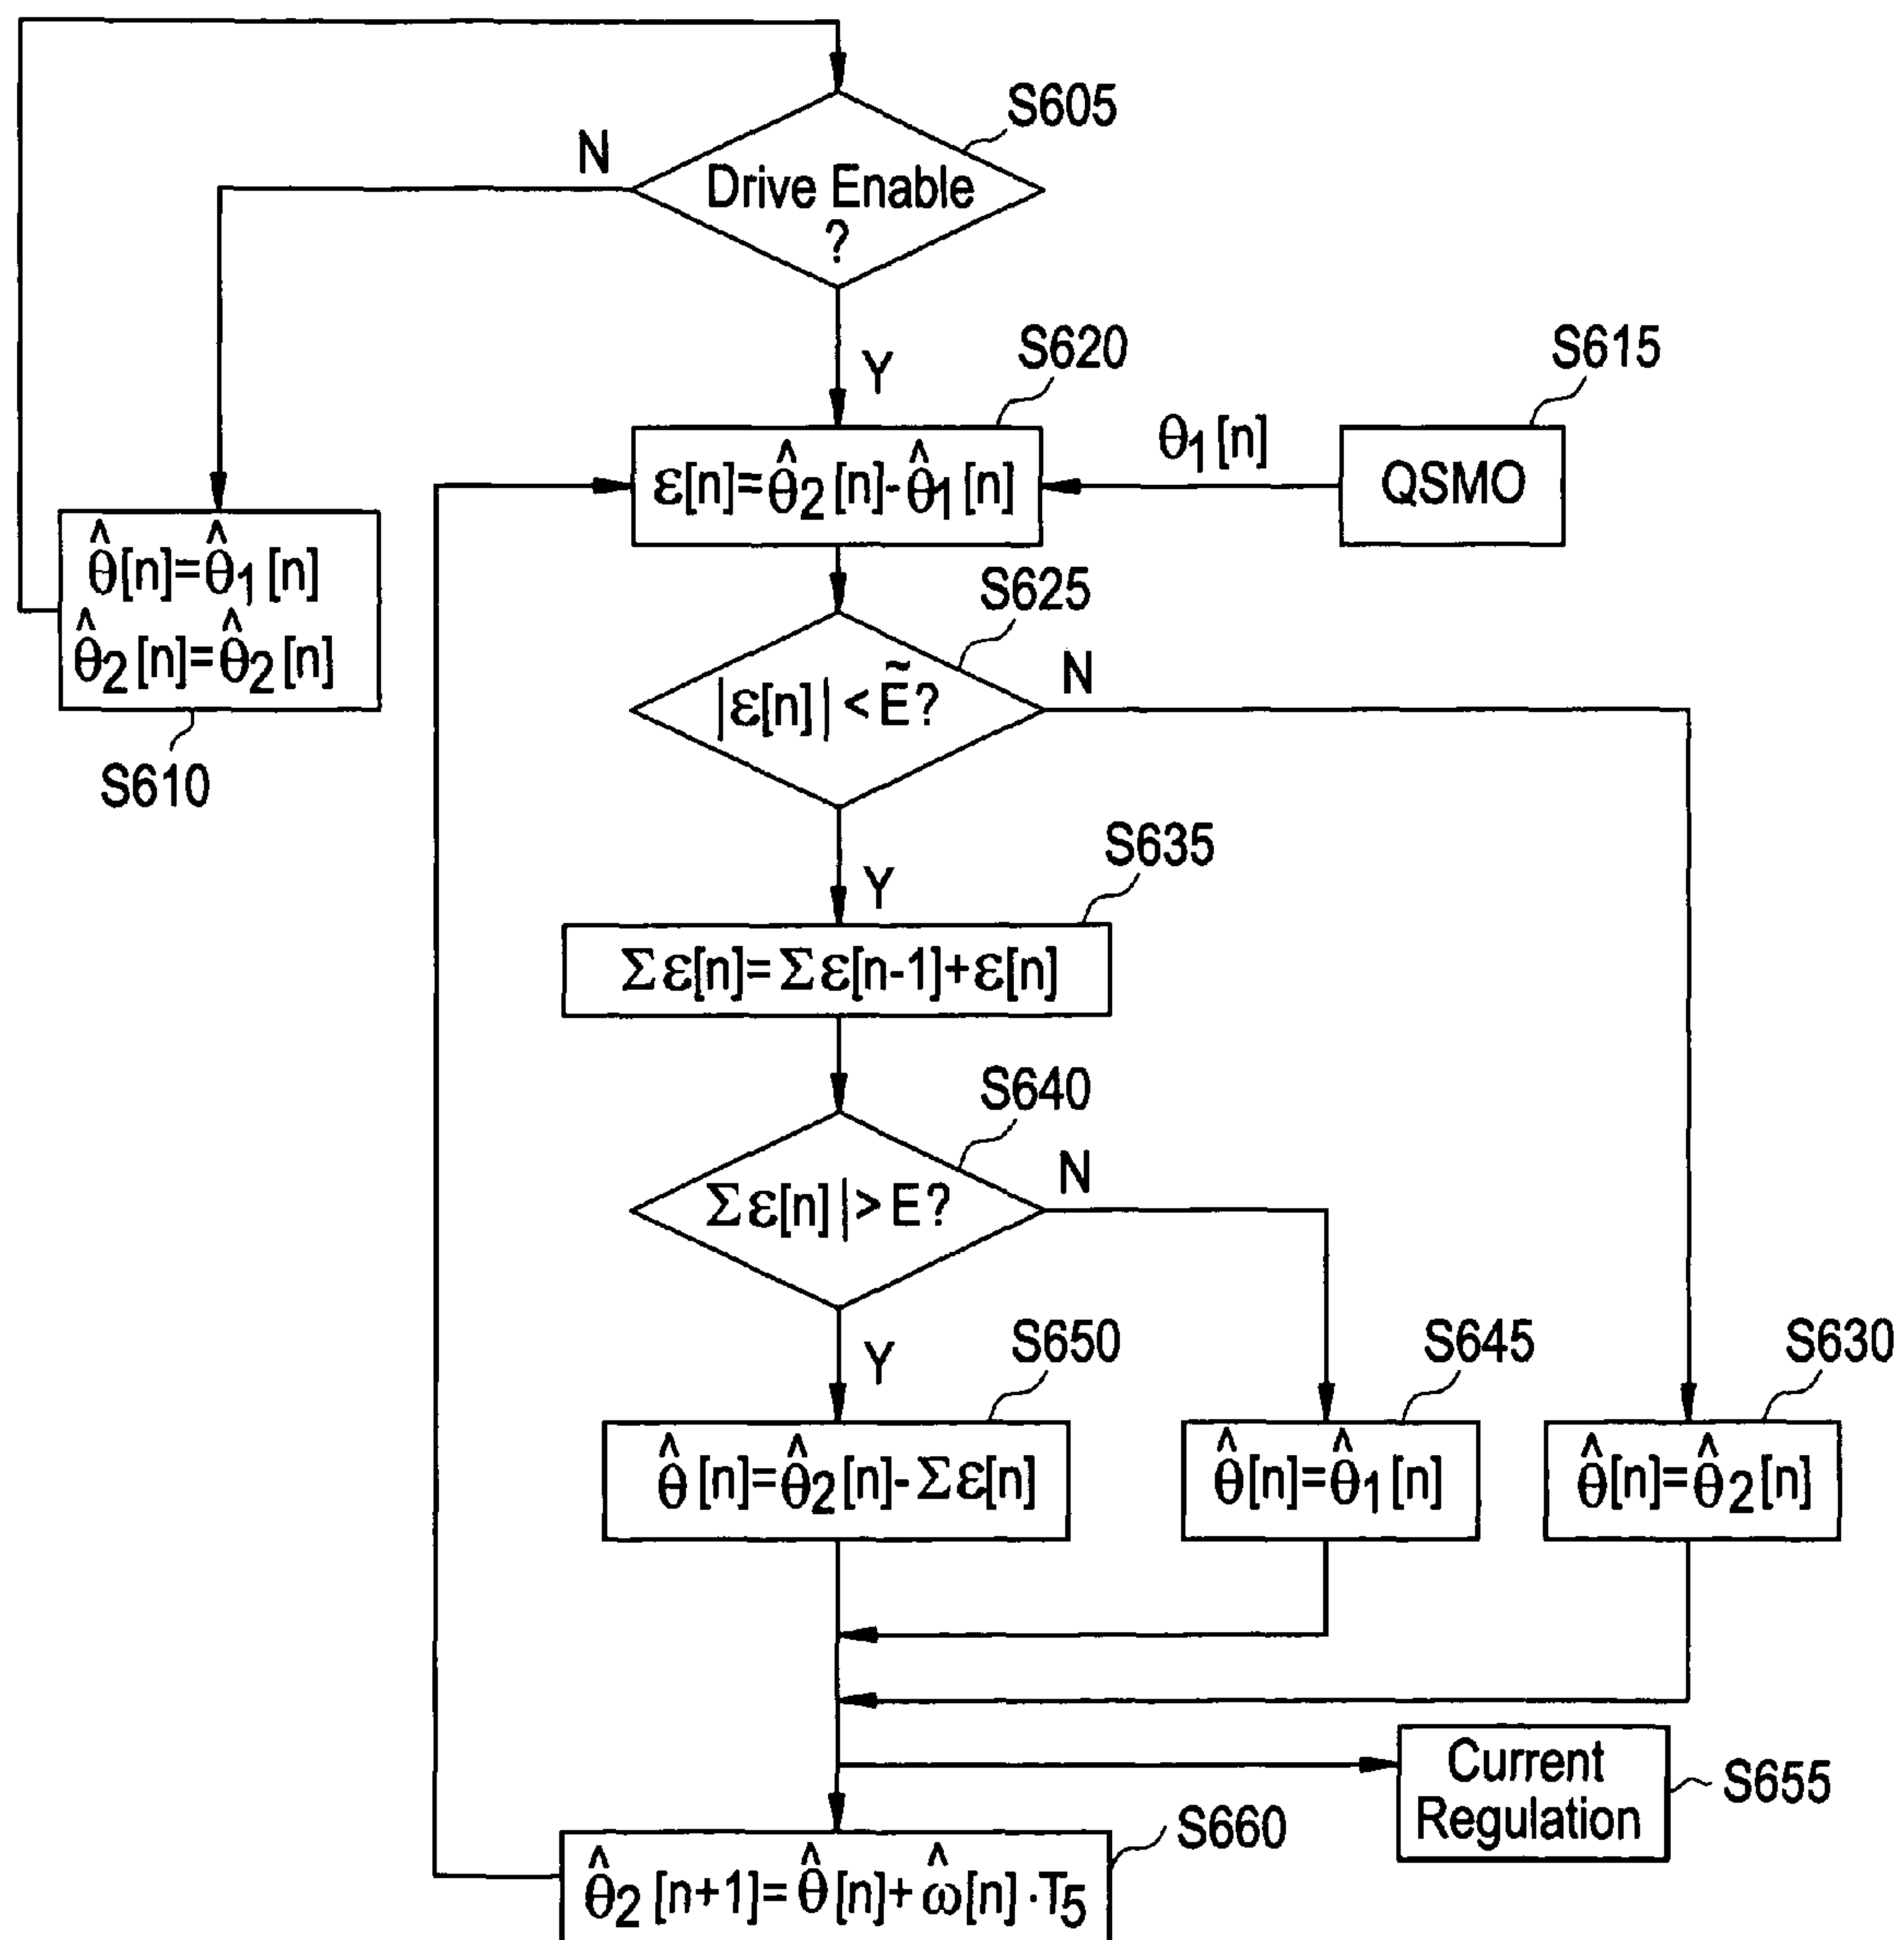 S605
N
Drive Enable
?
Y
S620
S615
θ₁[n]
ε[n]=θ̂₂[n]-θ̂₁[n]
QSMO
θ̂[n]=θ̂₁[n]
θ̂₂[n]=θ̂₂[n]
S610
S625
|ε[n]|<Ẽ?
N
Y
S635
Σε[n]=Σε[n-1]+ε[n]
S640
Σε[n]|>E?
N
Y
S650
S645
S630
θ̂[n]=θ̂₂[n]-Σε[n]
θ̂[n]=θ̂₁[n]
θ̂[n]=θ̂₂[n]
Current
Regulation
S655
S660
θ̂₂[n+1]=θ̂[n]+ω̂[n]·T₅